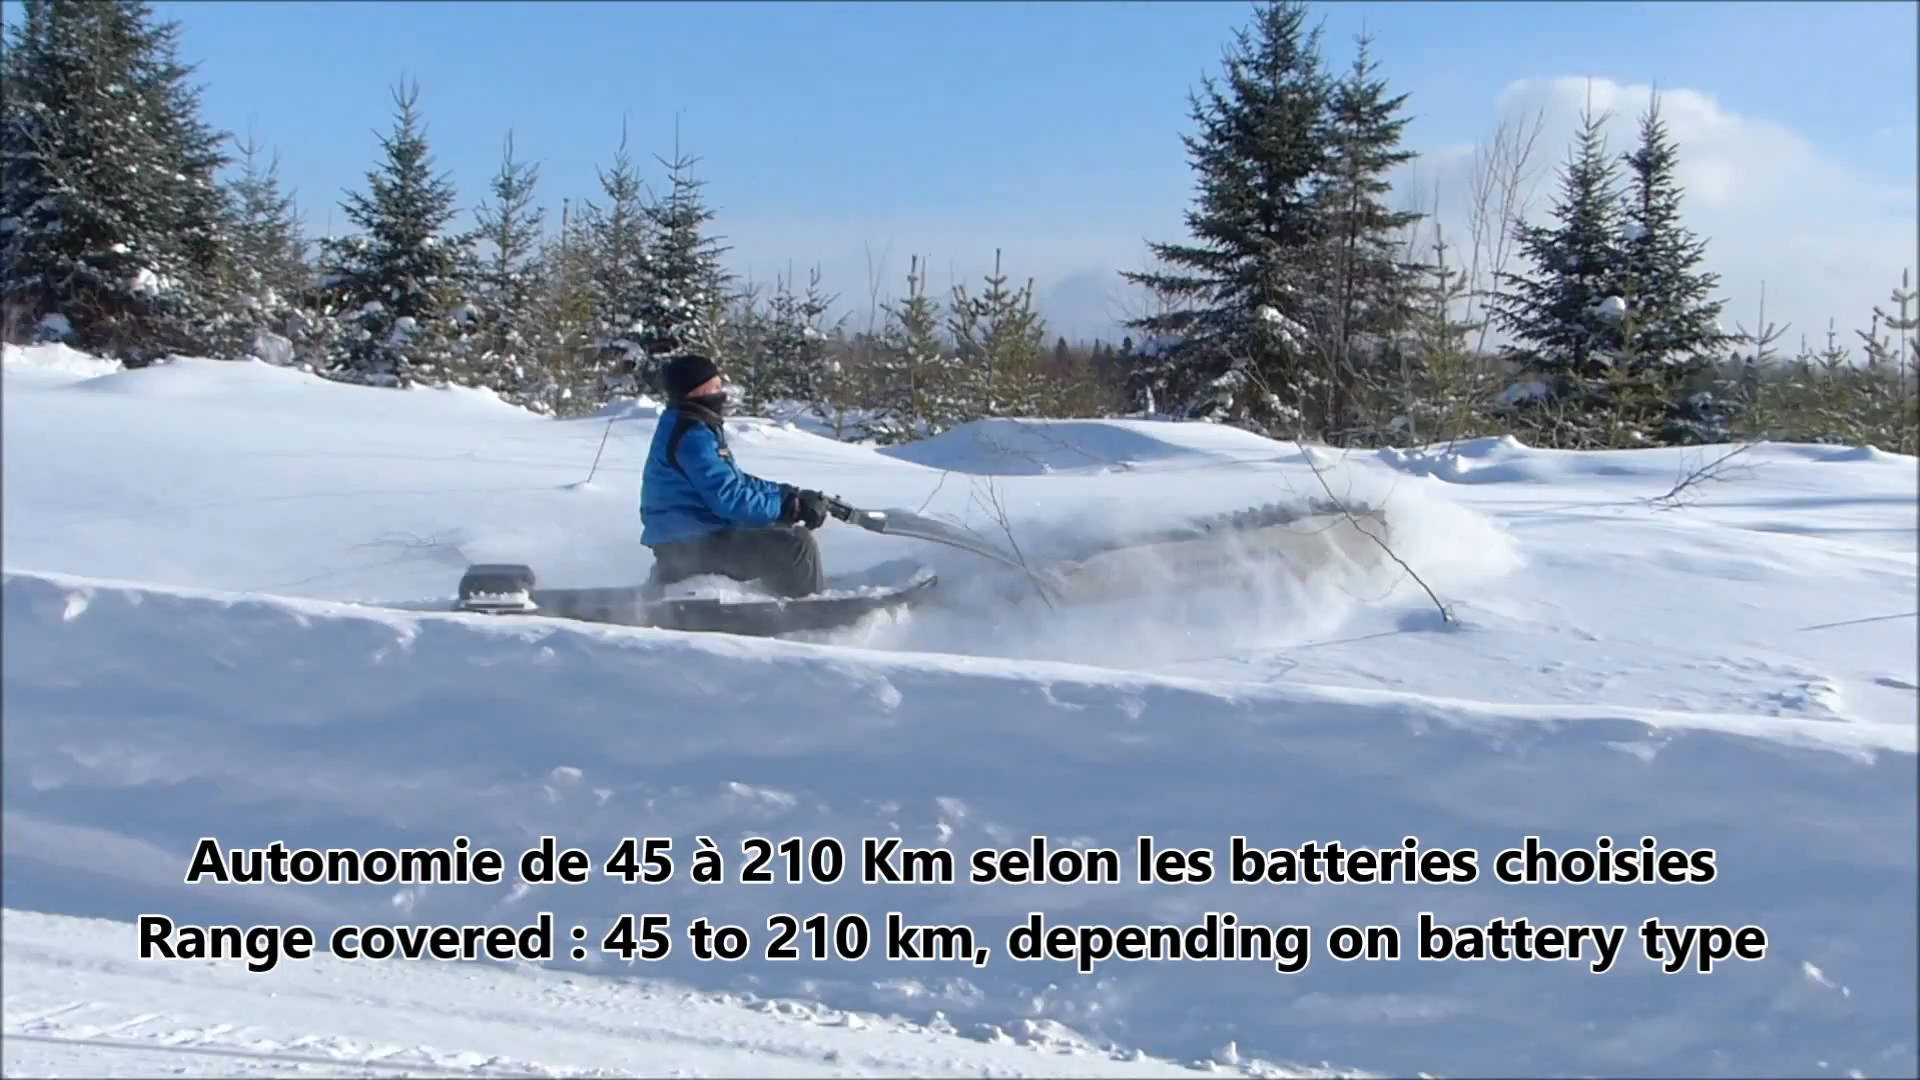 Autonomie de 45 à 210 Km selon les batteries choisies
Range covered : 45 to 210 km, depending on battery type